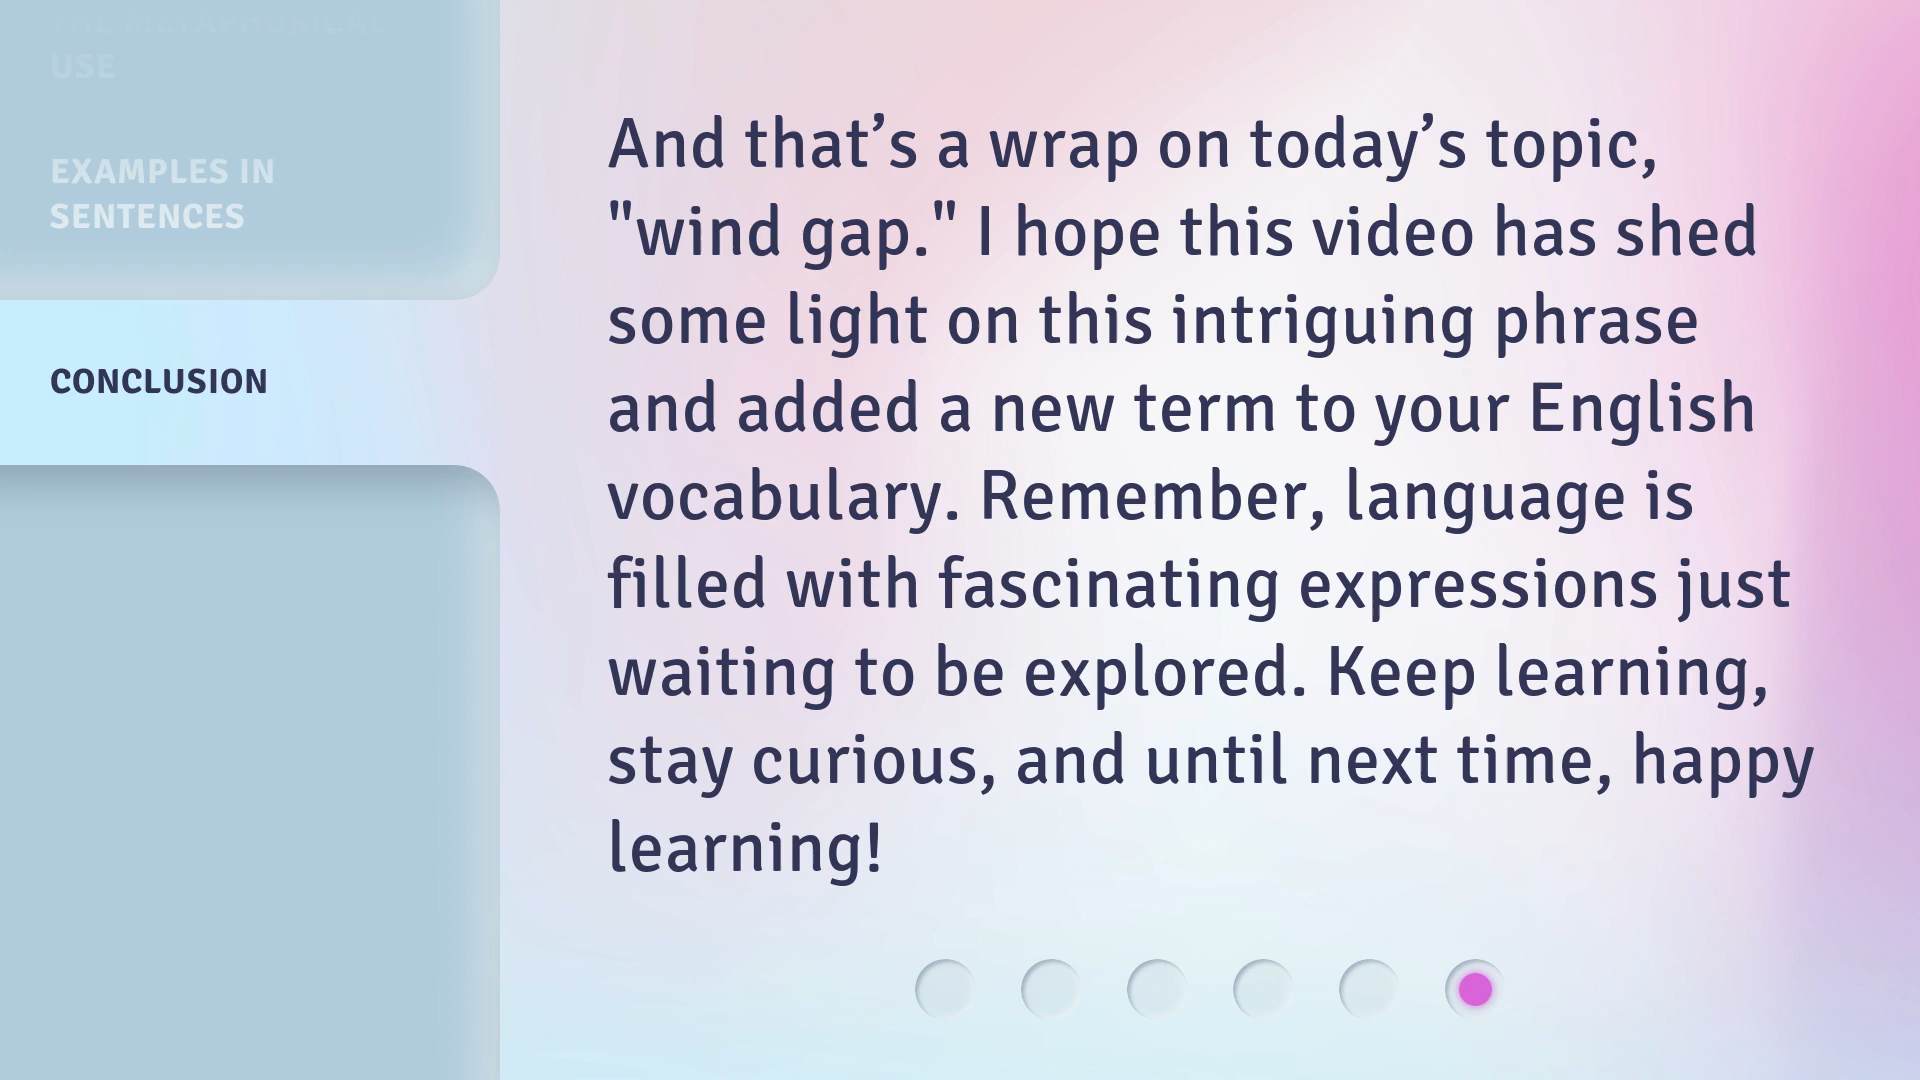 THE METAPHORICAL
USE
EXAMPLES IN
SENTENCES
CONCLUSION
And that’s a wrap on today’s topic,
"wind gap." I hope this video has shed
some light on this intriguing phrase
and added a new term to your English
vocabulary. Remember, language is
filled with fascinating expressions just
waiting to be explored. Keep learning,
stay curious, and until next time, happy
learning!